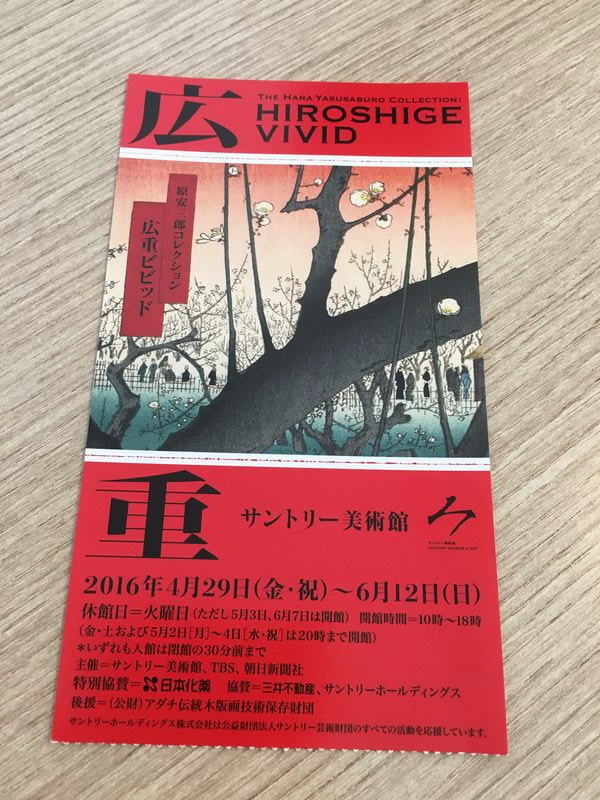 広
THE HARA YASUSABURO COLLECTION:
HIROSHIGE
VIVID
原安三郎コレクション
広重ビビッド
重
サントリー美術館
サントリー美術館
SUNTORY MUSEUM of ART
2016年4月29日(金・祝)～6月12日(日)
休館日＝火曜日(ただし5月3日、6月7日は開館) 開館時間＝10時～18時
(金・土および5月2日[月]～4日[水・祝]は20時まで開館)
＊いずれも入館は閉館の30分前まで
主催＝サントリー美術館、TBS、朝日新聞社
特別協賛＝日本化薬 協賛＝三井不動産、サントリーホールディングス
後援＝(公財)アダチ伝統木版画技術保存財団
サントリーホールディングス株式会社は公益財団法人サントリー芸術財団のすべての活動を応援しています。